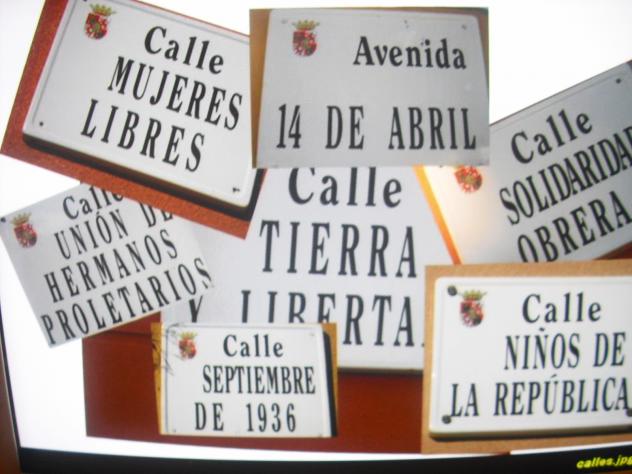 Calle
MUJERES
LIBRES
Avenida
14 DE ABRIL
Calle
SOLIDARIDAD
OBRERA
Calle
UNIÓN DE
HERMANOS
PROLETARIOS
Calle
TIERRA
Y LIBERTA
Calle
SEPTIEMBRE
DE 1936
Calle
NIÑOS DE
LA REPÚBLICA
calles.jpg